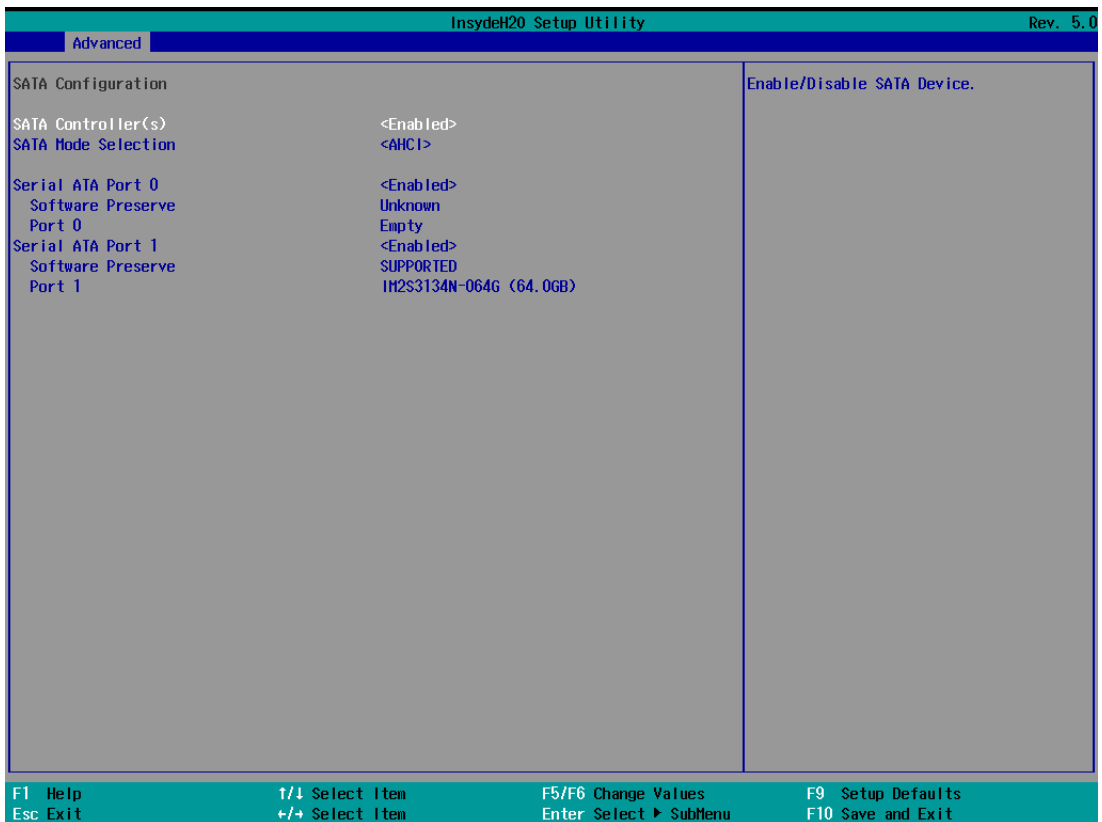 InsydeH20 Setup Utility Rev. 5.0
Advanced
SATA Configuration
Enable/Disable SATA Device.
SATA Controller(s) <Enabled>
SATA Mode Selection <AHCI>
Serial ATA Port 0 <Enabled>
Software Preserve Unknown
Port 0 Empty
Serial ATA Port 1 <Enabled>
Software Preserve SUPPORTED
Port 1 IM2S3134N-064G (64.0GB)
F1 Help ↑/↓ Select Item F5/F6 Change Values F9 Setup Defaults
Esc Exit ←/→ Select Item Enter Select ▶ SubMenu F10 Save and Exit